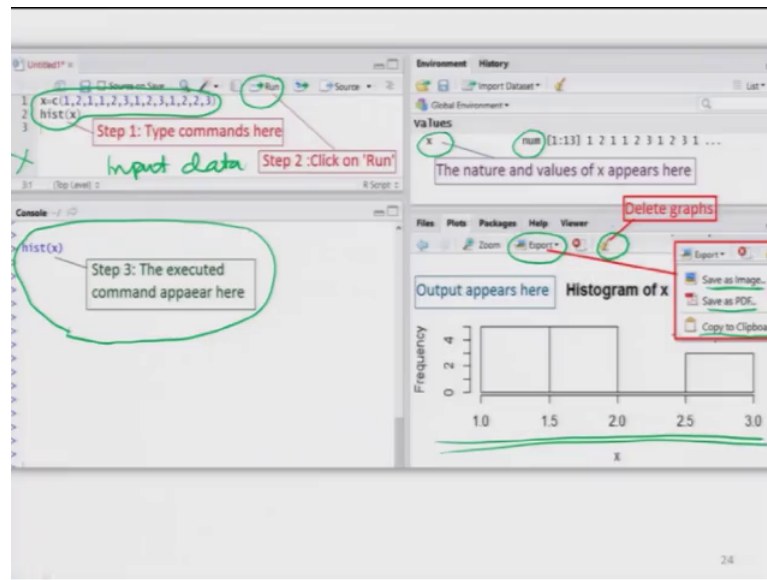 Untitled1*
Source on Save
Run
Source
1 x=c(1,2,1,1,2,3,1,2,3,1,2,2,3)
2 hist(x)
3
Step 1: Type commands here
Input data
Step 2 :Click on 'Run'
3:1 (Top Level)
R Script
Console ~/
hist(x)
Step 3: The executed
command appaear here
Environment History
Import Dataset
List
Global Environment
values
x num [1:13] 1 2 1 1 2 3 1 2 3 1 ...
The nature and values of x appears here
Delete graphs
Files Plots Packages Help Viewer
Zoom Export
Export
Save as Image...
Save as PDF...
Copy to Clipboa
Output appears here
Histogram of x
Frequency
4
2
0
1.0 1.5 2.0 2.5 3.0
x
24